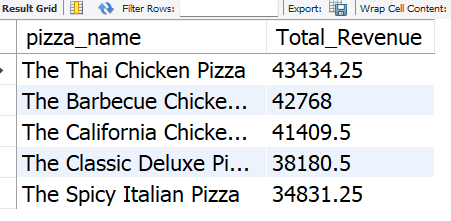 Result Grid Filter Rows: Export: Wrap Cell Content:
pizza_name Total_Revenue
The Thai Chicken Pizza 43434.25
The Barbecue Chicke... 42768
The California Chicke... 41409.5
The Classic Deluxe Pi... 38180.5
The Spicy Italian Pizza 34831.25